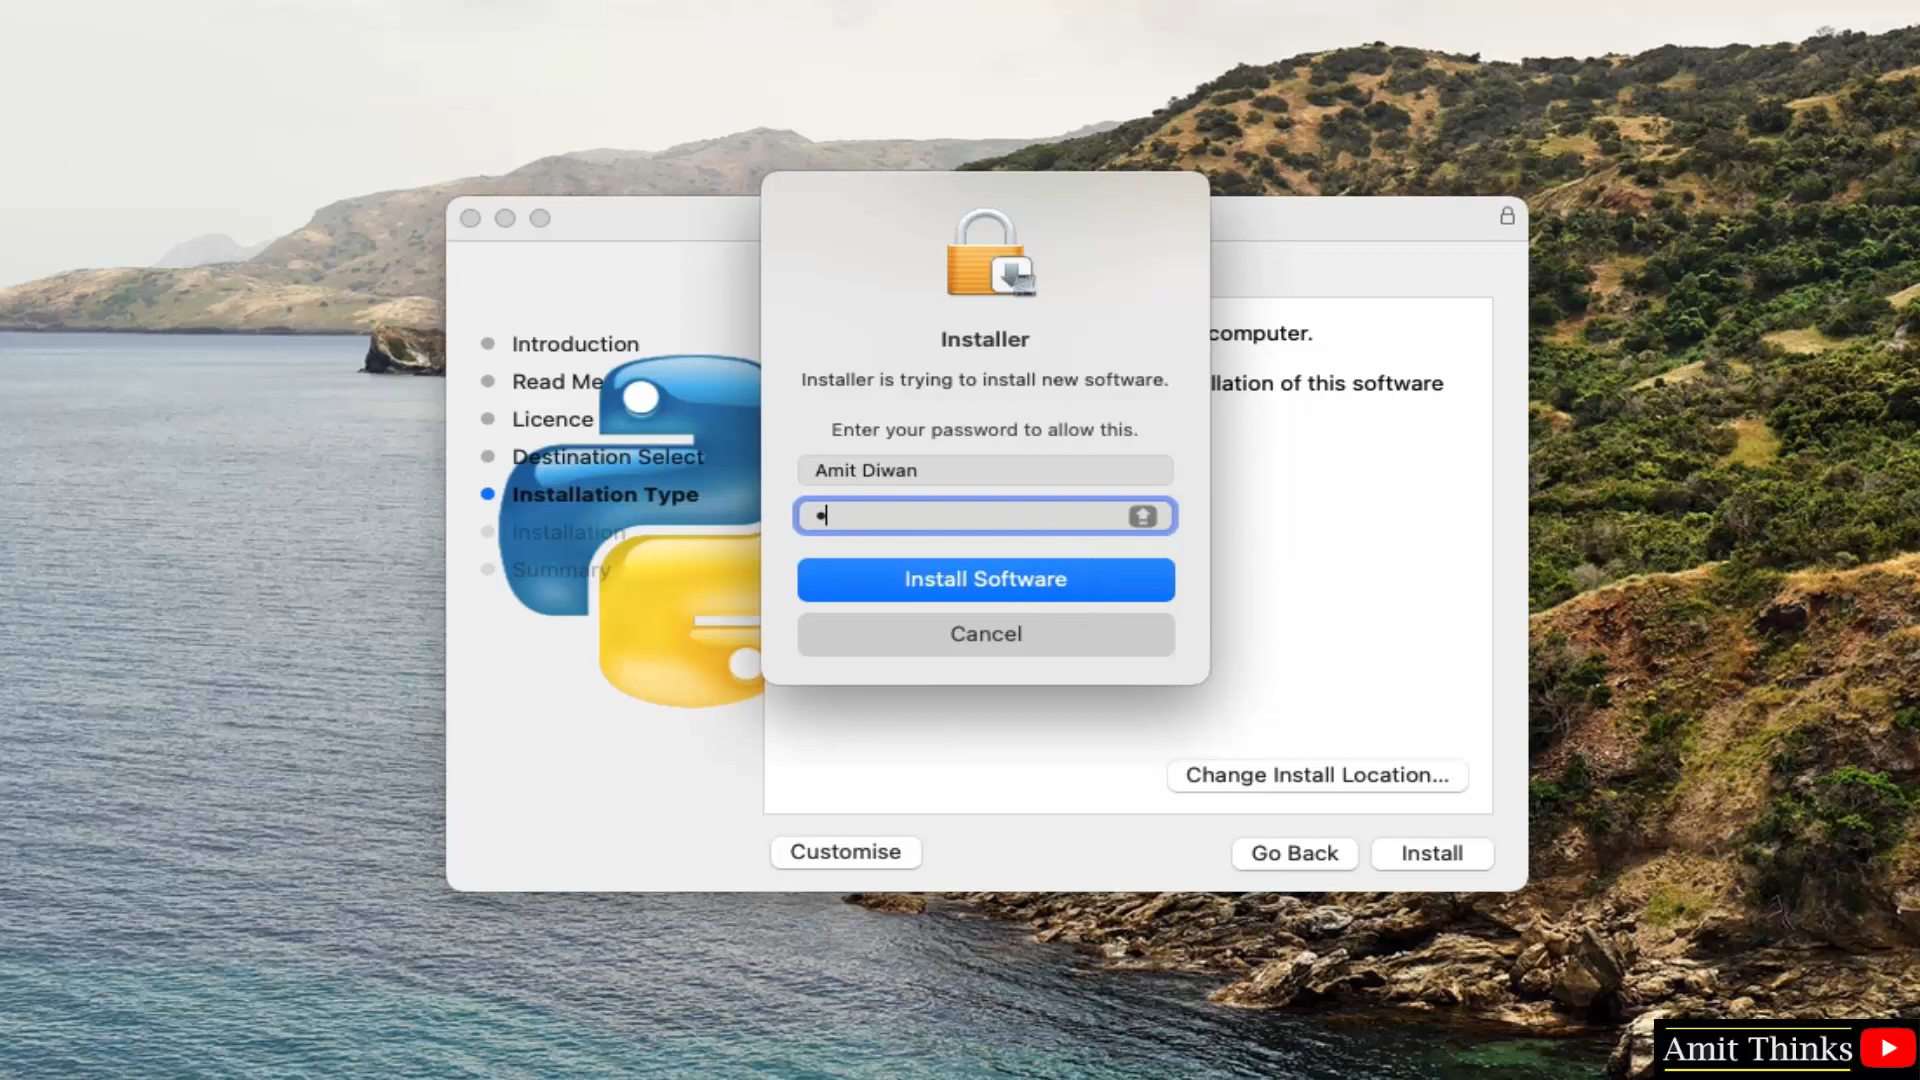 Installer
Installer is trying to install new software.
Enter your password to allow this.
Amit Diwan
Install Software
Cancel
Introduction
Read Me
Licence
Destination Select
Installation Type
Installation
Summary
computer.
llation of this software
Change Install Location...
Customise
Go Back
Install
Amit Thinks